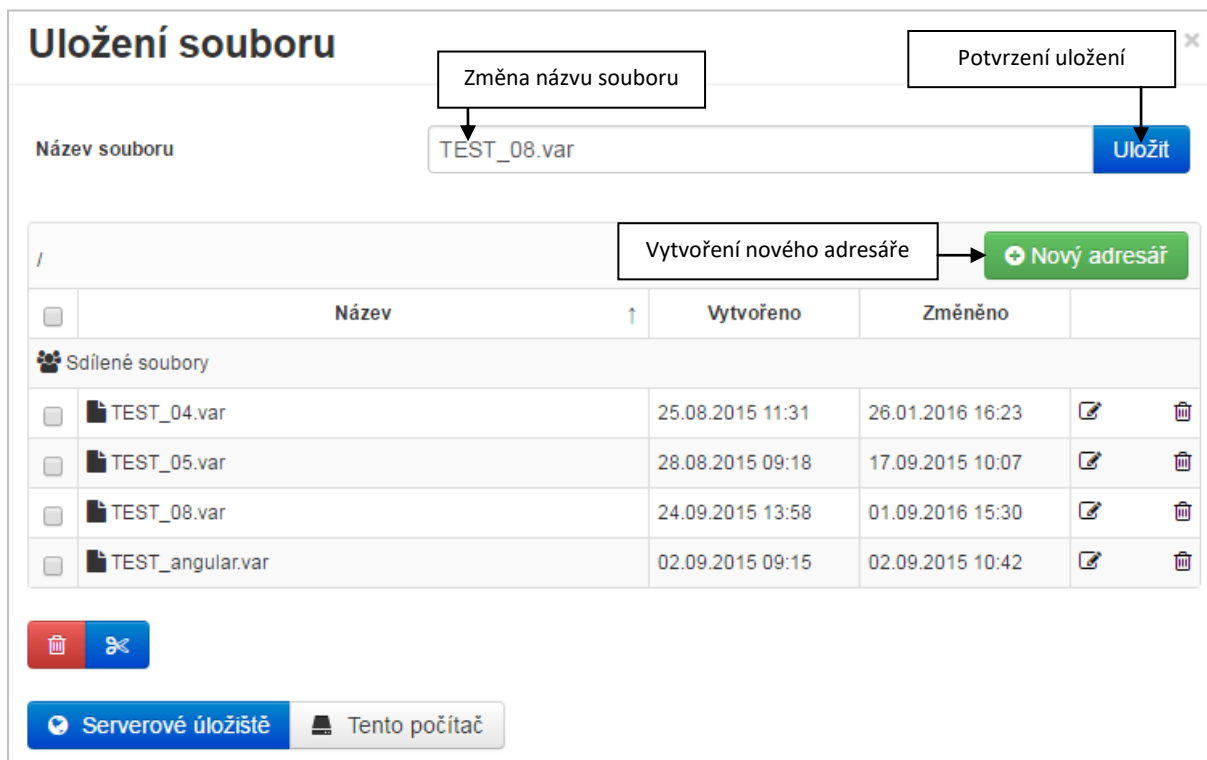 Uložení souboru
Změna názvu souboru
Potvrzení uložení
×
Název souboru
TEST_08.var
Uložit
/
Vytvoření nového adresáře
Nový adresář
Název ↑ Vytvořeno Změněno
Sdílené soubory
TEST_04.var 25.08.2015 11:31 26.01.2016 16:23
TEST_05.var 28.08.2015 09:18 17.09.2015 10:07
TEST_08.var 24.09.2015 13:58 01.09.2016 15:30
TEST_angular.var 02.09.2015 09:15 02.09.2015 10:42
Serverové úložiště Tento počítač